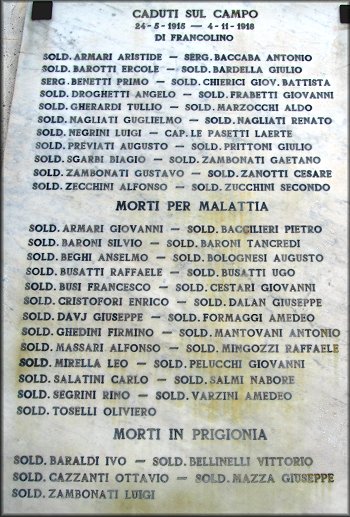 CADUTI SUL CAMPO
24-5-1915 — 4-11-1918
DI FRANCOLINO
SOLD. ARMARI ARISTIDE — SERG. BACCABA ANTONIO
SOLD. BAROTTI ERCOLE — SOLD. BARDELLA GIULIO
SERG. BENETTI PRIMO — SOLD. CHIERICI GIOV. BATTISTA
SOLD. DROGHETTI ANGELO — SOLD. FRABETTI GIOVANNI
SOLD. GHERARDI TULLIO — SOLD. MARZOCCHI ALDO
SOLD. NAGLIATI GUGLIELMO — SOLD. NAGLIATI RENATO
SOLD. NEGRINI LUIGI — CAP. LE PASETTI LAERTE
SOLD. PREVIATI AUGUSTO — SOLD. PRITTONI GIULIO
SOLD. SGARBI BIAGIO — SOLD. ZAMBONATI GAETANO
SOLD. ZAMBONATI GUSTAVO — SOLD. ZANOTTI CESARE
SOLD. ZECCHINI ALFONSO — SOLD. ZUCCHINI SECONDO
MORTI PER MALATTIA
SOLD. ARMARI GIOVANNI — SOLD. BACCILIERI PIETRO
SOLD. BARONI SILVIO — SOLD. BARONI TANCREDI
SOLD. BEGHI ANSELMO — SOLD. BOLOGNESI AUGUSTO
SOLD. BUSATTI RAFFAELE — SOLD. BUSATTI UGO
SOLD. BUSI FRANCESCO — SOLD. CESTARI GIOVANNI
SOLD. CRISTOFORI ENRICO — SOLD. DALAN GIUSEPPE
SOLD. DAVJ GIUSEPPE — SOLD. FORMAGGI AMEDEO
SOLD. GHEDINI FIRMINO — SOLD. MANTOVANI ANTONIO
SOLD. MASSARI ALFONSO — SOLD. MINGOZZI RAFFAELE
SOLD. MIRELLA LEO — SOLD. PELUCCHI GIOVANNI
SOLD. SALATINI CARLO — SOLD. SALMI NABORE
SOLD. SEGRINI RINO — SOLD. VARZINI AMEDEO
SOLD. TOSELLI OLIVIERO
MORTI IN PRIGIONIA
SOLD. BARALDI IVO — SOLD. BELLINELLI VITTORIO
SOLD. CAZZANTI OTTAVIO — SOLD. MAZZA GIUSEPPE
SOLD. ZAMBONATI LUIGI